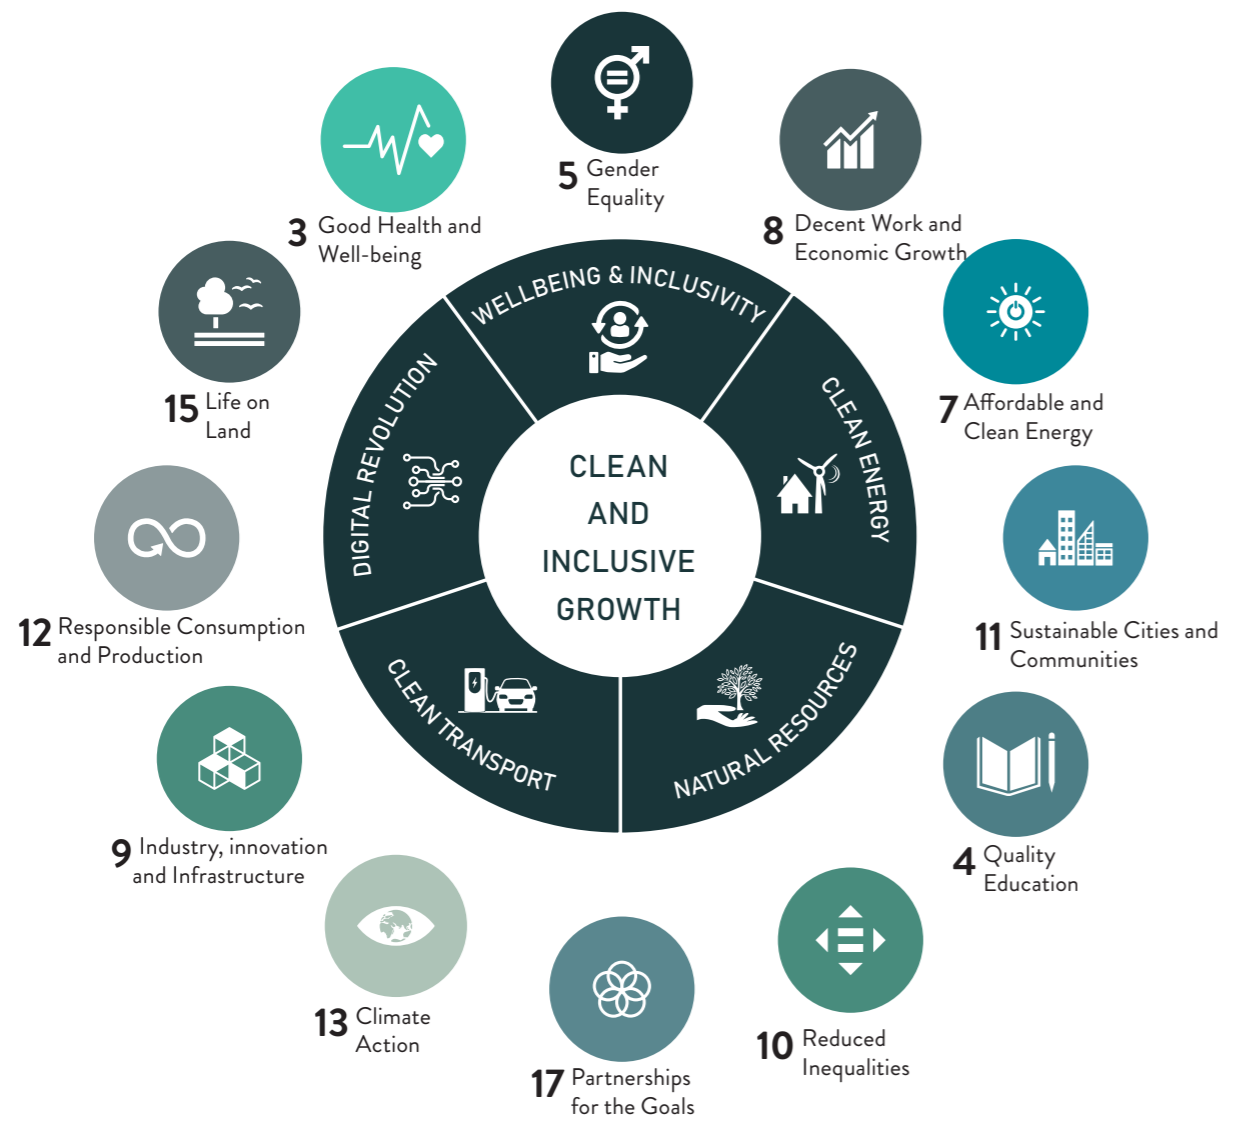 5 Gender
Equality
3 Good Health and
Well-being
8 Decent Work and
Economic Growth
WELLBEING & INCLUSIVITY
15 Life on
Land
7 Affordable and
Clean Energy
DIGITAL REVOLUTION
CLEAN ENERGY
CLEAN
AND
INCLUSIVE
GROWTH
12 Responsible Consumption
and Production
11 Sustainable Cities and
Communities
CLEAN TRANSPORT
NATURAL RESOURCES
9 Industry, innovation
and Infrastructure
4 Quality
Education
13 Climate
Action
10 Reduced
Inequalities
17 Partnerships
for the Goals